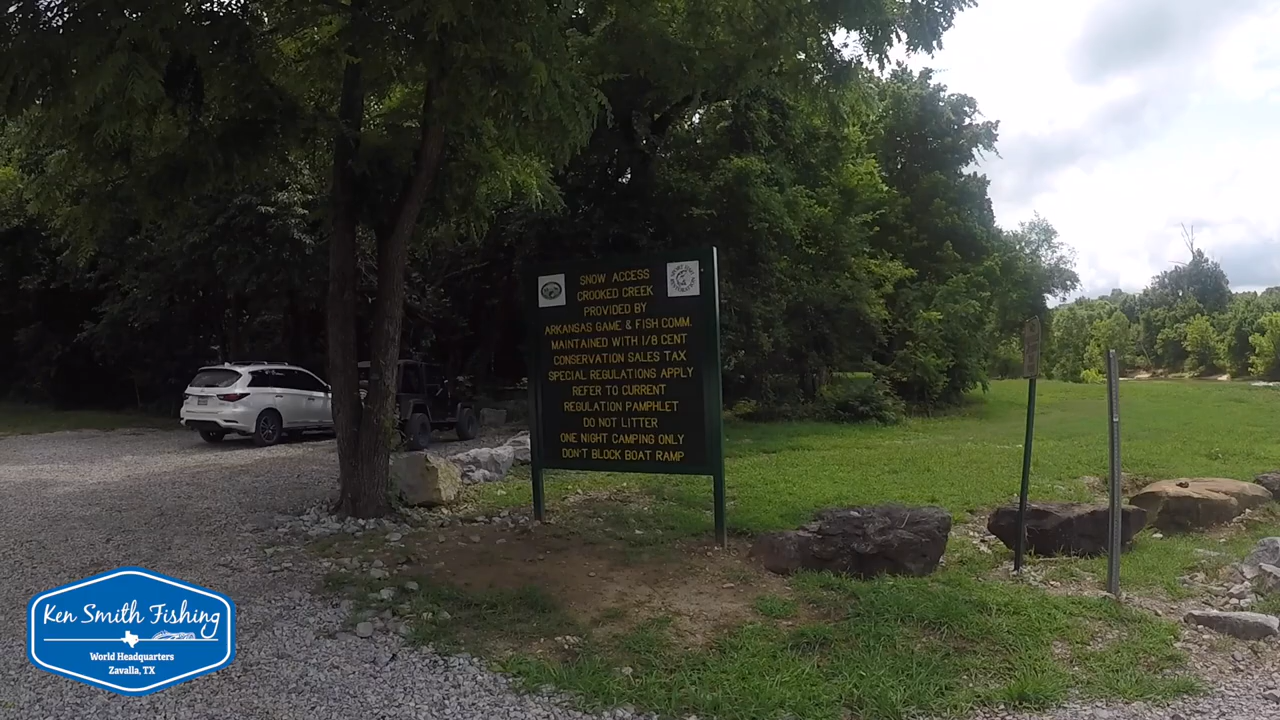 SNOW ACCESS
CROOKED CREEK
PROVIDED BY
ARKANSAS GAME & FISH COMM.
MAINTAINED WITH 1/8 CENT
CONSERVATION SALES TAX
SPECIAL REGULATIONS APPLY
REFER TO CURRENT
REGULATION PAMPHLET
DO NOT LITTER
ONE NIGHT CAMPING ONLY
DON'T BLOCK BOAT RAMP
Ken Smith Fishing
World Headquarters
Zavalla, TX